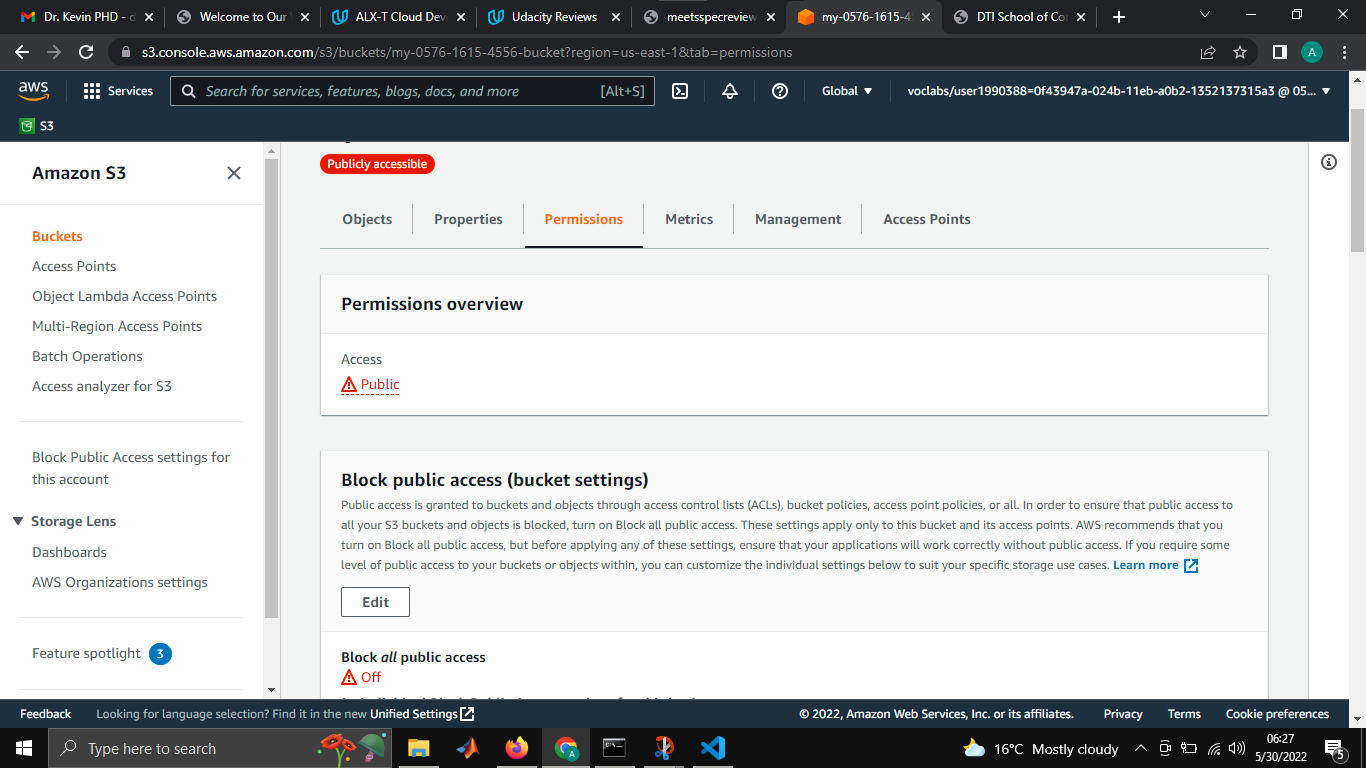 Dr. Kevin PHD - d
Welcome to Our
ALX-T Cloud Dev
Udacity Reviews
meetsspecreview
my-0576-1615-4
DTI School of Co
s3.console.aws.amazon.com/s3/buckets/my-0576-1615-4556-bucket?region=us-east-1&tab=permissions
A
aws
Services
Search for services, features, blogs, docs, and more
[Alt+S]
Global
voclabs/user1990388=0f43947a-024b-11eb-a0b2-1352137315a3 @ 05...
S3
Amazon S3
Buckets
Access Points
Object Lambda Access Points
Multi-Region Access Points
Batch Operations
Access analyzer for S3
Block Public Access settings for
this account
Storage Lens
Dashboards
AWS Organizations settings
Feature spotlight 3
Publicly accessible
Objects
Properties
Permissions
Metrics
Management
Access Points
Permissions overview
Access
Public
Block public access (bucket settings)
Public access is granted to buckets and objects through access control lists (ACLs), bucket policies, access point policies, or all. In order to ensure that public access to
all your S3 buckets and objects is blocked, turn on Block all public access. These settings apply only to this bucket and its access points. AWS recommends that you
turn on Block all public access, but before applying any of these settings, ensure that your applications will work correctly without public access. If you require some
level of public access to your buckets or objects within, you can customize the individual settings below to suit your specific storage use cases. Learn more
Edit
Block all public access
Off
Feedback
Looking for language selection? Find it in the new Unified Settings
© 2022, Amazon Web Services, Inc. or its affiliates.
Privacy
Terms
Cookie preferences
Type here to search
16°C Mostly cloudy
06:27
5/30/2022
5